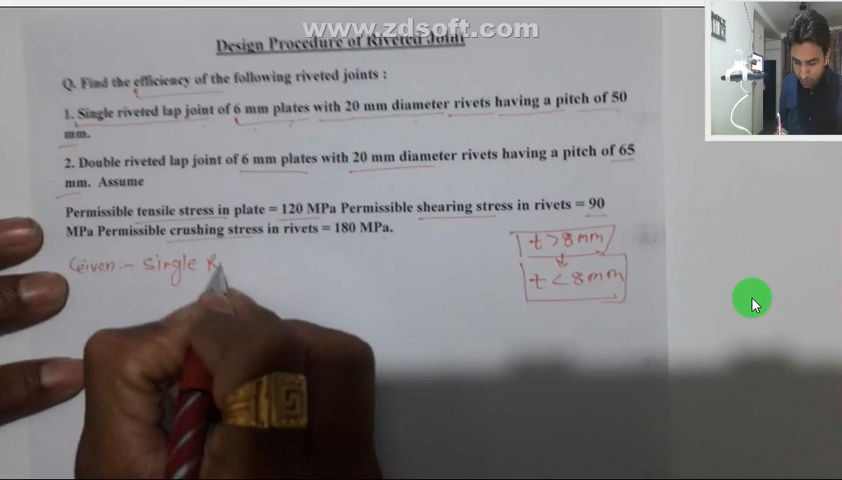 www.zdsoft.com
Design Procedure of Riveted Joint
Q. Find the efficiency of the following riveted joints :
1. Single riveted lap joint of 6 mm plates with 20 mm diameter rivets having a pitch of 50
mm.
2. Double riveted lap joint of 6 mm plates with 20 mm diameter rivets having a pitch of 65
mm. Assume
Permissible tensile stress in plate = 120 MPa Permissible shearing stress in rivets = 90
MPa Permissible crushing stress in rivets = 180 MPa.
t > 8 mm
t < 8 mm
Given:- Single R